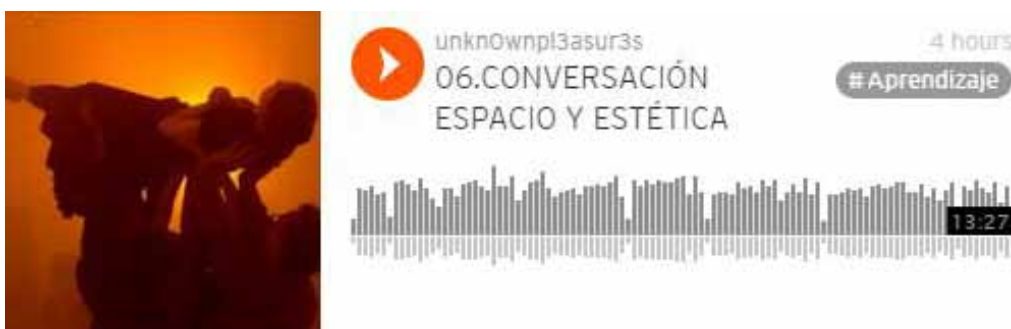 unkn0wnpl3asur3s
4 hours
06.CONVERSACIÓN
ESPACIO Y ESTÉTICA
#Aprendizaje
13:27